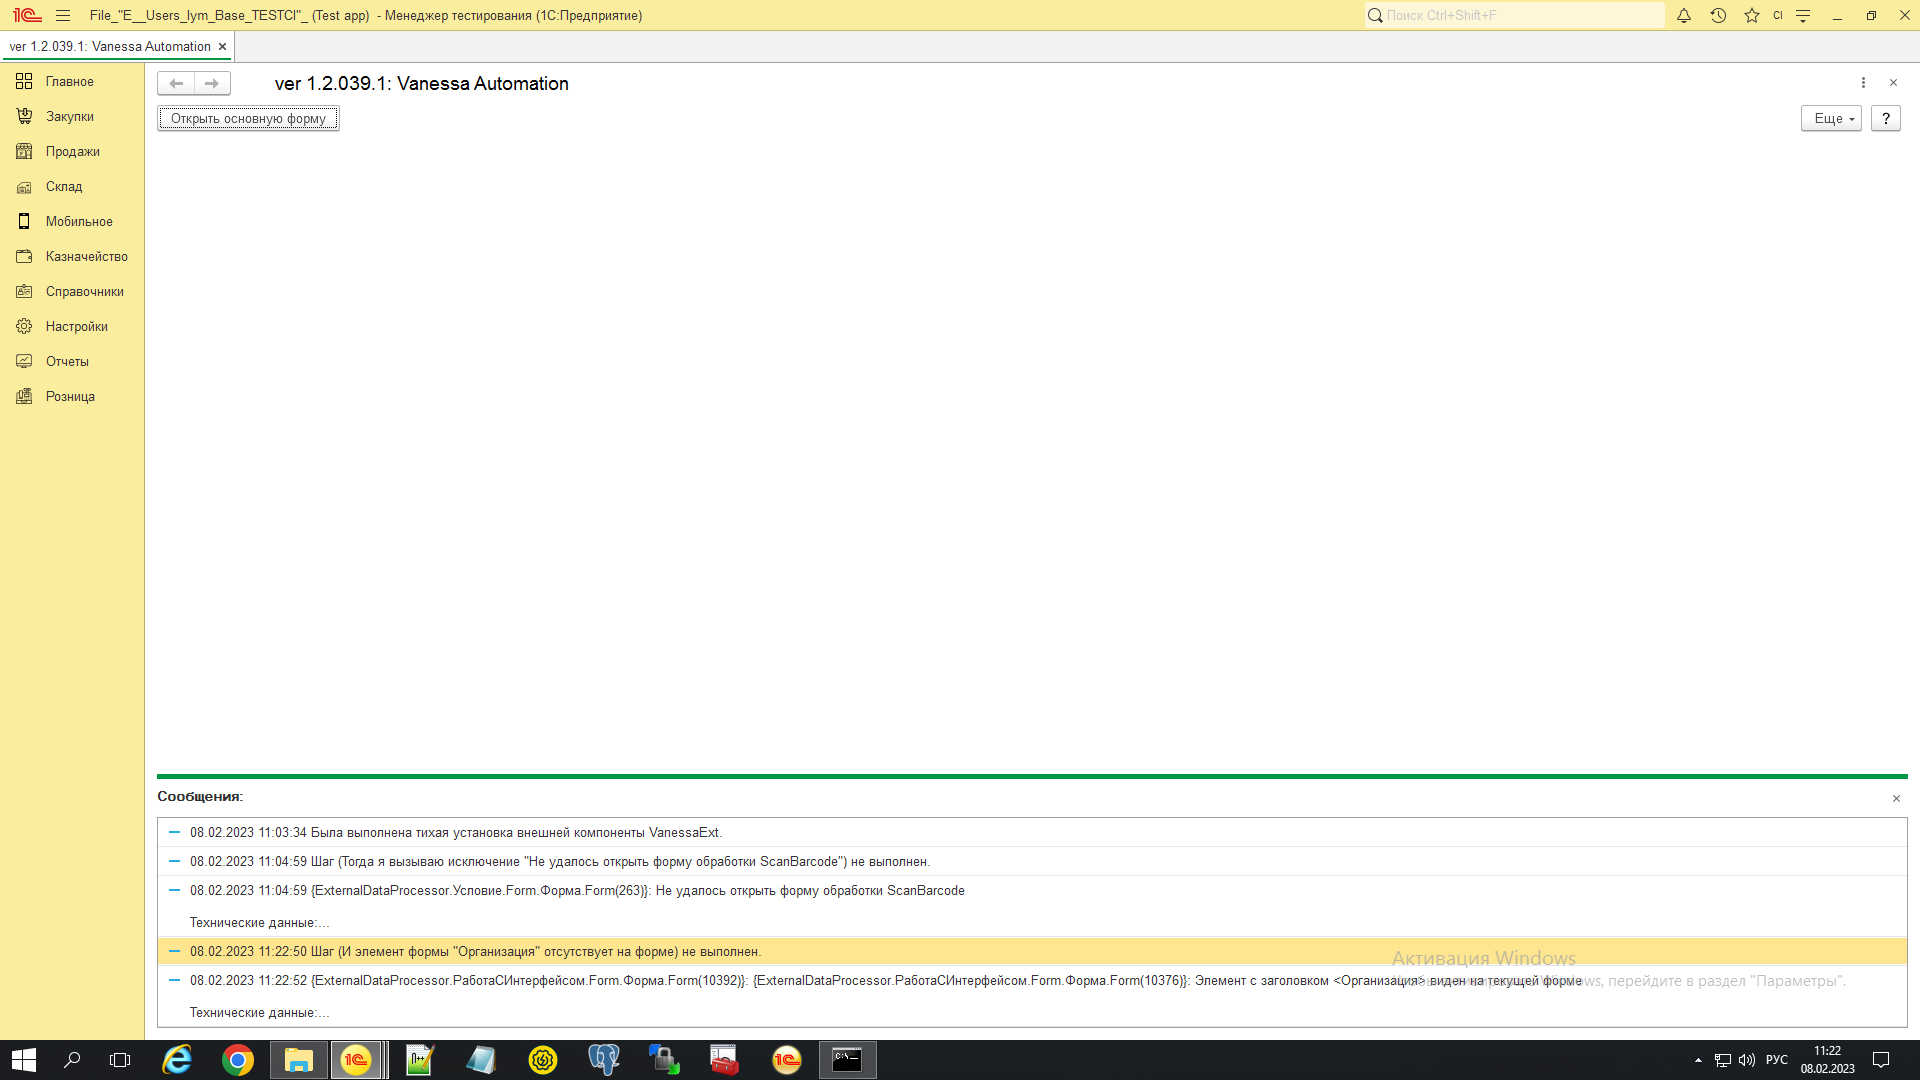 File_"E__Users_lym_Base_TESTCI"_ (Test app) - Менеджер тестирования (1С:Предприятие)
Поиск Ctrl+Shift+F
CI
ver 1.2.039.1: Vanessa Automation
Главное
Закупки
Продажи
Склад
Мобильное
Казначейство
Справочники
Настройки
Отчеты
Розница
ver 1.2.039.1: Vanessa Automation
Открыть основную форму
Еще
?
Сообщения:
08.02.2023 11:03:34 Была выполнена тихая установка внешней компоненты VanessaExt.
08.02.2023 11:04:59 Шаг (Тогда я вызываю исключение "Не удалось открыть форму обработки ScanBarcode") не выполнен.
08.02.2023 11:04:59 {ExternalDataProcessor.Условие.Form.Форма.Form(263)}: Не удалось открыть форму обработки ScanBarcode
Технические данные:...
08.02.2023 11:22:50 Шаг (И элемент формы "Организация" отсутствует на форме) не выполнен.
Активация Windows
08.02.2023 11:22:52 {ExternalDataProcessor.РаботаСИнтерфейсом.Form.Форма.Form(10392)}: {ExternalDataProcessor.РаботаСИнтерфейсом.Form.Форма.Form(10376)}: Элемент с заголовком <Организация> виден на текущей форме
Windows, перейдите в раздел "Параметры".
Технические данные:...
РУС
11:22
08.02.2023